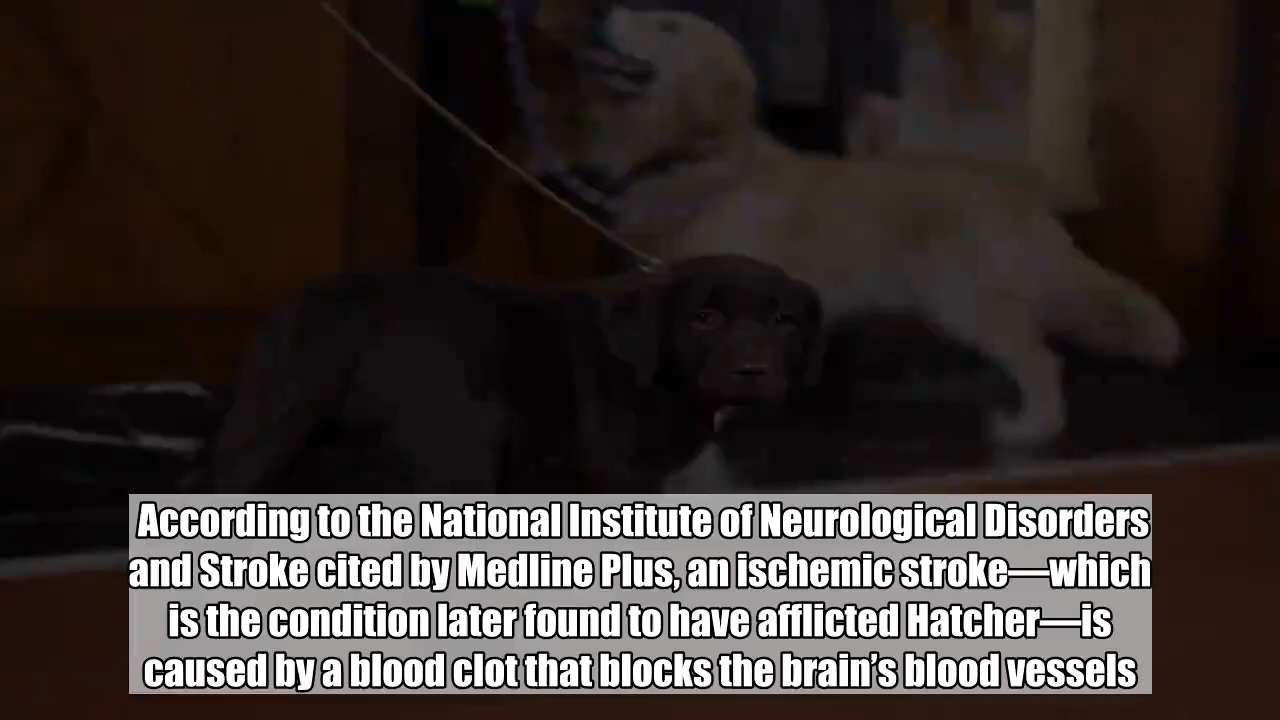 According to the National Institute of Neurological Disorders
and Stroke cited by Medline Plus, an ischemic stroke—which
is the condition later found to have afflicted Hatcher—is
caused by a blood clot that blocks the brain’s blood vessels